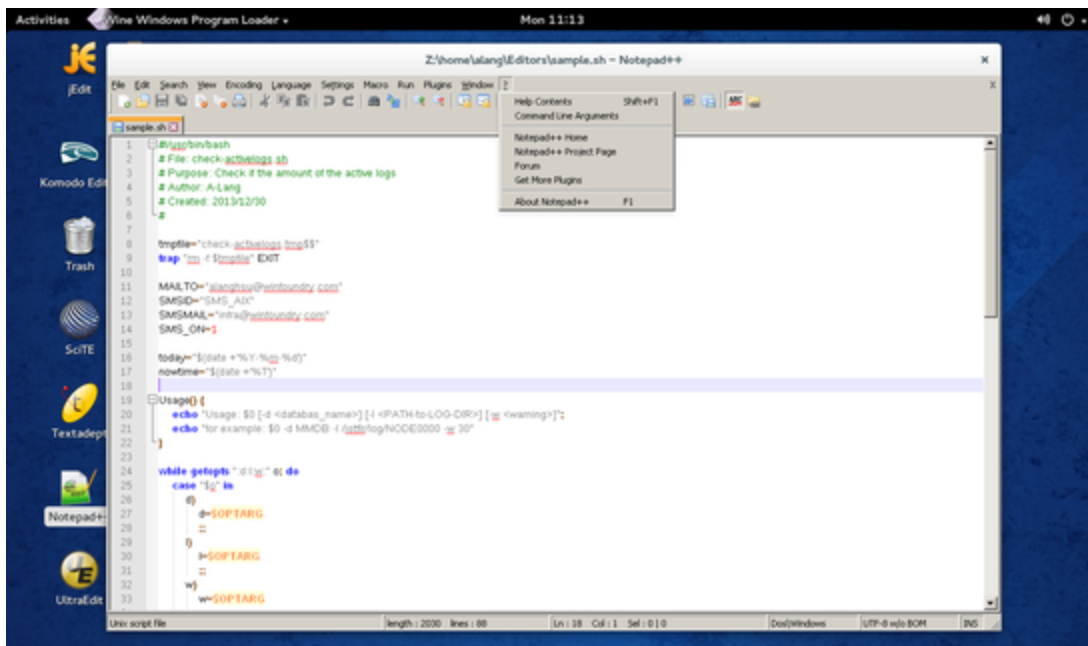 Activities Wine Windows Program Loader Mon 11:13
jEdit
Komodo Edit
Trash
SciTE
Textadept
Notepad+
UltraEdit
Z:\home\alang\Editors\sample.sh - Notepad++
File Edit Search View Encoding Language Settings Macro Run Plugins Window ? X
Help Contents Shift+F1
Command Line Arguments
Notepad++ Home
Notepad++ Project Page
Forum
Get More Plugins
About Notepad++ F1
sample.sh
1 #!/usr/bin/bash
2 # File: check-activelogs.sh
3 # Purpose: Check if the amount of the active logs
4 # Author: A-Lang
5 # Created: 2013/12/30
6 #
7
8 tmpfile="check-activelogs.tmp$$"
9 trap "rm -f $tmpfile" EXIT
10
11 MAILTO="alanghsu@winfoundry.com"
12 SMSID="SMS_AIX"
13 SMSMAIL="infra@winfoundry.com"
14 SMS_ON=1
15
16 today="$(date +'%Y-%m-%d)"
17 nowtime="$(date +'%T)"
18
19 Usage() {
20 echo "Usage: $0 [-d <databas_name>] [-l <PATH-to-LOG-DIR>] [-w <warning>]";
21 echo "for example: $0 -d MMDB -l /log/NODE0000 -w 30"
22 }
23
24 while getopts ":d:l:w:" o; do
25 case "$o" in
26 d)
27 d=$OPTARG
28 ;;
29 l)
30 l=$OPTARG
31 ;;
32 w)
33 w=$OPTARG
Unix script file length : 2030 lines : 88 Ln : 18 Col : 1 Sel : 0 | 0 Dos\Windows UTF-8 w/o BOM INS